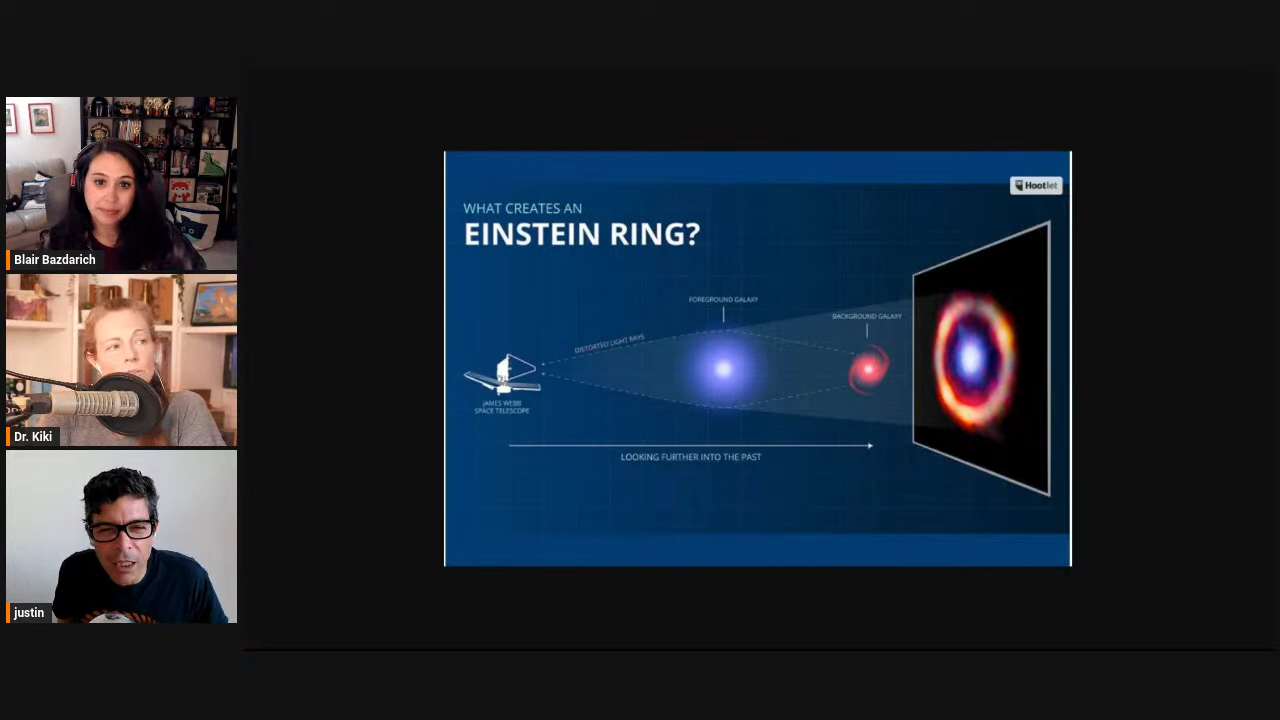 Blair Bazdarich
Dr. Kiki
justin
Hootlet
WHAT CREATES AN
EINSTEIN RING?
FOREGROUND GALAXY
BACKGROUND GALAXY
DISTORTED LIGHT RAYS
JAMES WEBB
SPACE TELESCOPE
LOOKING FURTHER INTO THE PAST